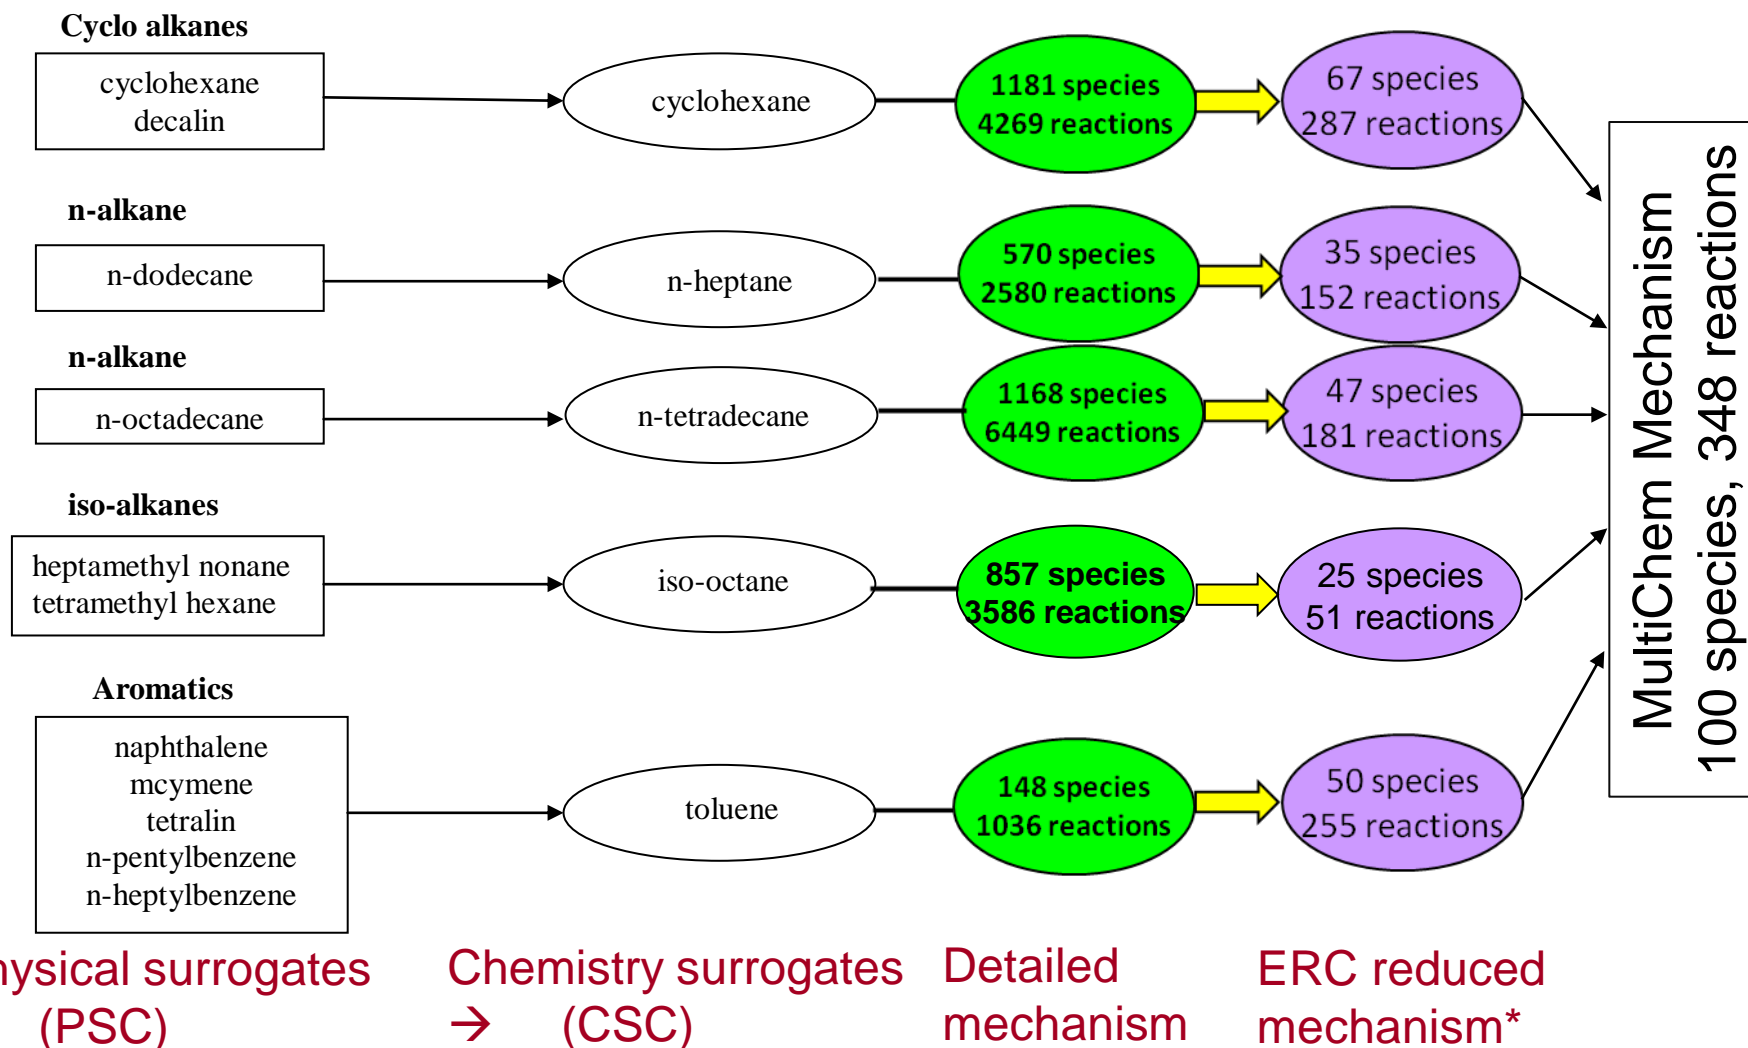 Cyclo alkanes
cyclohexane
decalin
cyclohexane
1181 species
4269 reactions
67 species
287 reactions
n-alkane
n-dodecane
n-heptane
570 species
2580 reactions
35 species
152 reactions
n-alkane
n-octadecane
n-tetradecane
1168 species
6449 reactions
47 species
181 reactions
iso-alkanes
heptamethyl nonane
tetramethyl hexane
iso-octane
857 species
3586 reactions
25 species
51 reactions
Aromatics
naphthalene
mcymene
tetralin
n-pentylbenzene
n-heptylbenzene
toluene
148 species
1036 reactions
50 species
255 reactions
MultiChem Mechanism
100 species, 348 reactions
hysical surrogates
(PSC)
Chemistry surrogates
→ (CSC)
Detailed
mechanism
ERC reduced
mechanism*